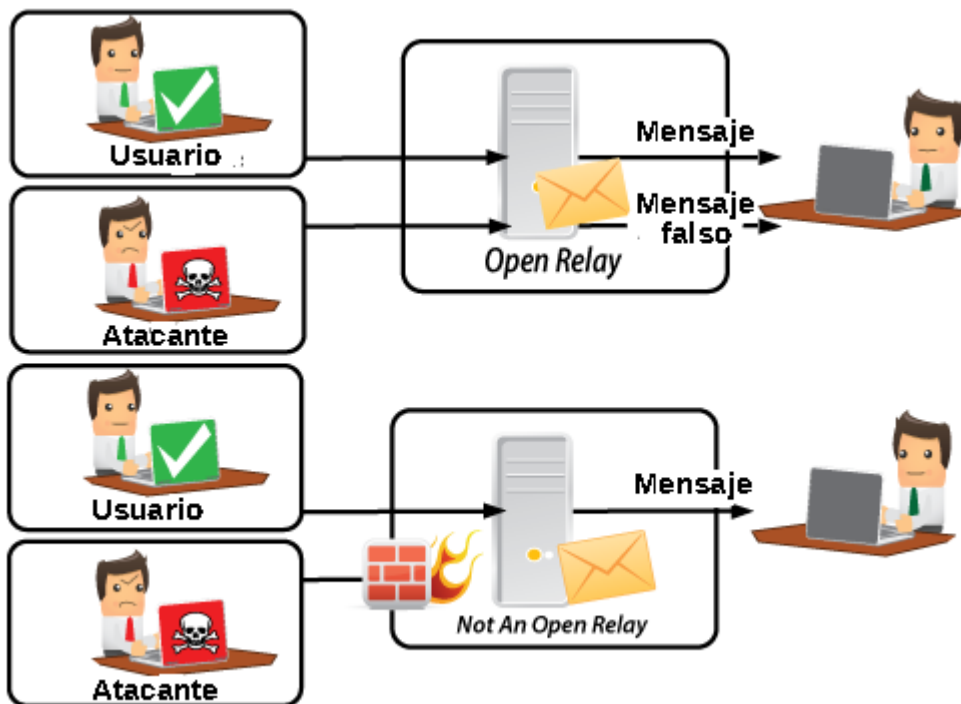 Usuario
Mensaje
Mensaje
falso
Open Relay
Atacante
Usuario
Mensaje
Not An Open Relay
Atacante